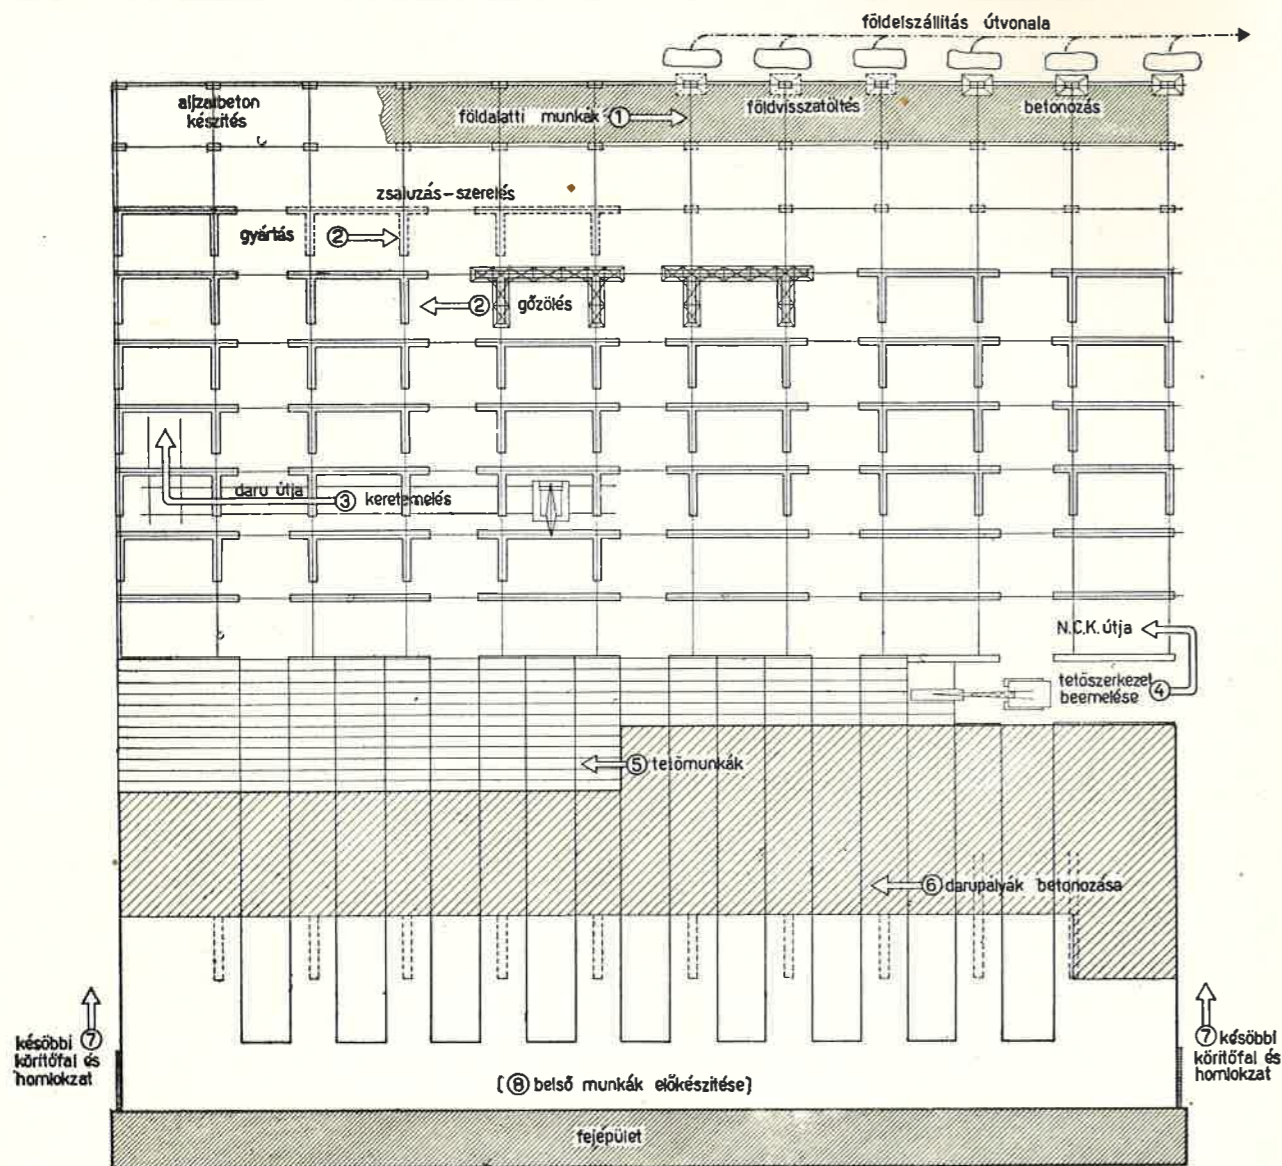 földelszállítás útvonala
aljzatbeton
készítés
földalatti munkák ①
földvisszatöltés
betonozás
zsaluzás-szerelés
gyártás
②
② gőzölés
daru útja
③ keretemelés
N.C.K. útja
tetőszerkezet
beemelése ④
⑤ tetőmunkák
⑥ darupályák betonozása
⑦
későbbi
körítőfal és
homlokzat
⑦ későbbi
körítőfal és
homlokzat
[⑧ belső munkák előkészítése]
fejépület